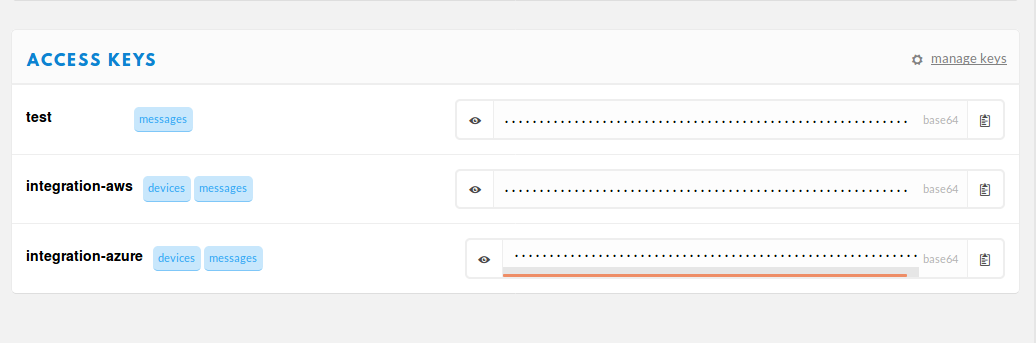 ACCESS KEYS manage keys
test messages base64
integration-aws devices messages base64
integration-azure devices messages base64